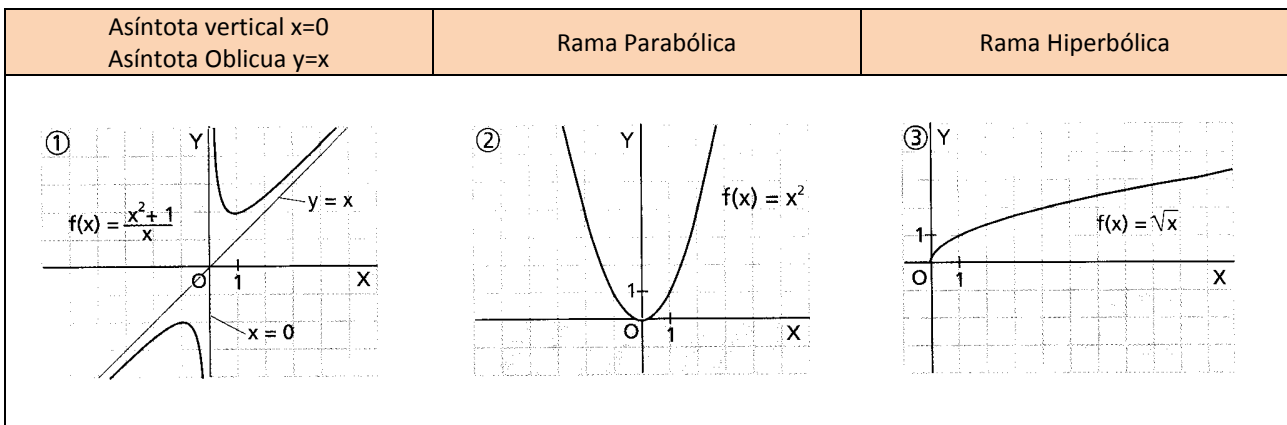 Asíntota vertical x=0
Asíntota Oblicua y=x
Rama Parabólica
Rama Hiperbólica
① Y
y = x
f(x) = x²+ 1 / x
O 1 X
x = 0
② Y
f(x) = x²
1
O 1 X
③ Y
f(x) = √x
1
O 1 X